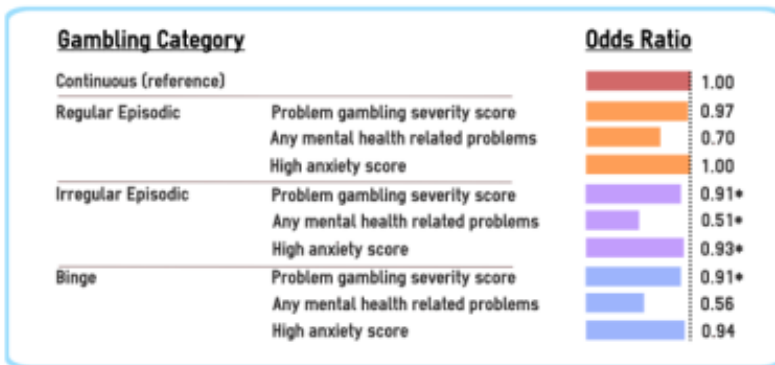 Gambling Category Odds Ratio
Continuous (reference) 1.00
Regular Episodic Problem gambling severity score 0.97
Any mental health related problems 0.70
High anxiety score 1.00
Irregular Episodic Problem gambling severity score 0.91*
Any mental health related problems 0.51*
High anxiety score 0.93*
Binge Problem gambling severity score 0.91*
Any mental health related problems 0.56
High anxiety score 0.94